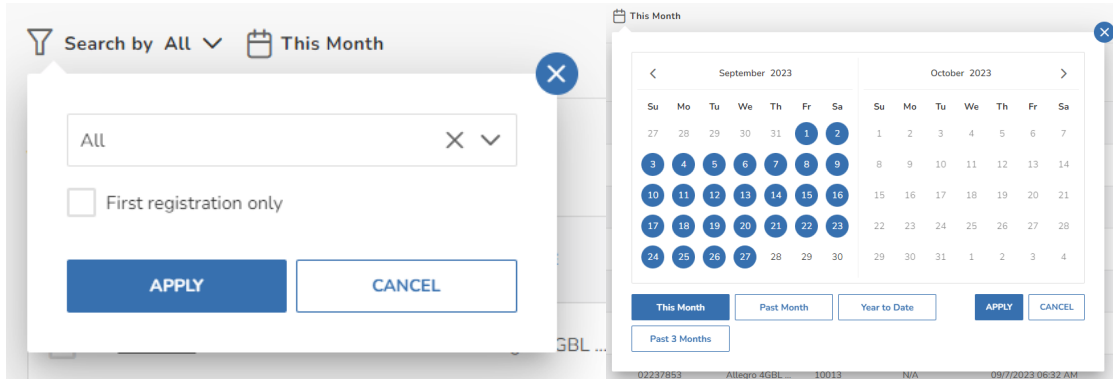 Search by All
This Month
All
First registration only
APPLY
CANCEL
GBL ...
This Month
September 2023
October 2023
Su Mo Tu We Th Fr Sa
Su Mo Tu We Th Fr Sa
27 28 29 30 31 1 2
1 2 3 4 5 6 7
3 4 5 6 7 8 9
8 9 10 11 12 13 14
10 11 12 13 14 15 16
15 16 17 18 19 20 21
17 18 19 20 21 22 23
22 23 24 25 26 27 28
24 25 26 27 28 29 30
29 30 31 1 2 3 4
This Month
Past Month
Year to Date
APPLY
CANCEL
Past 3 Months
02237853 Allegro 4GBL ... 10013 N/A 09/7/2023 06:32 AM